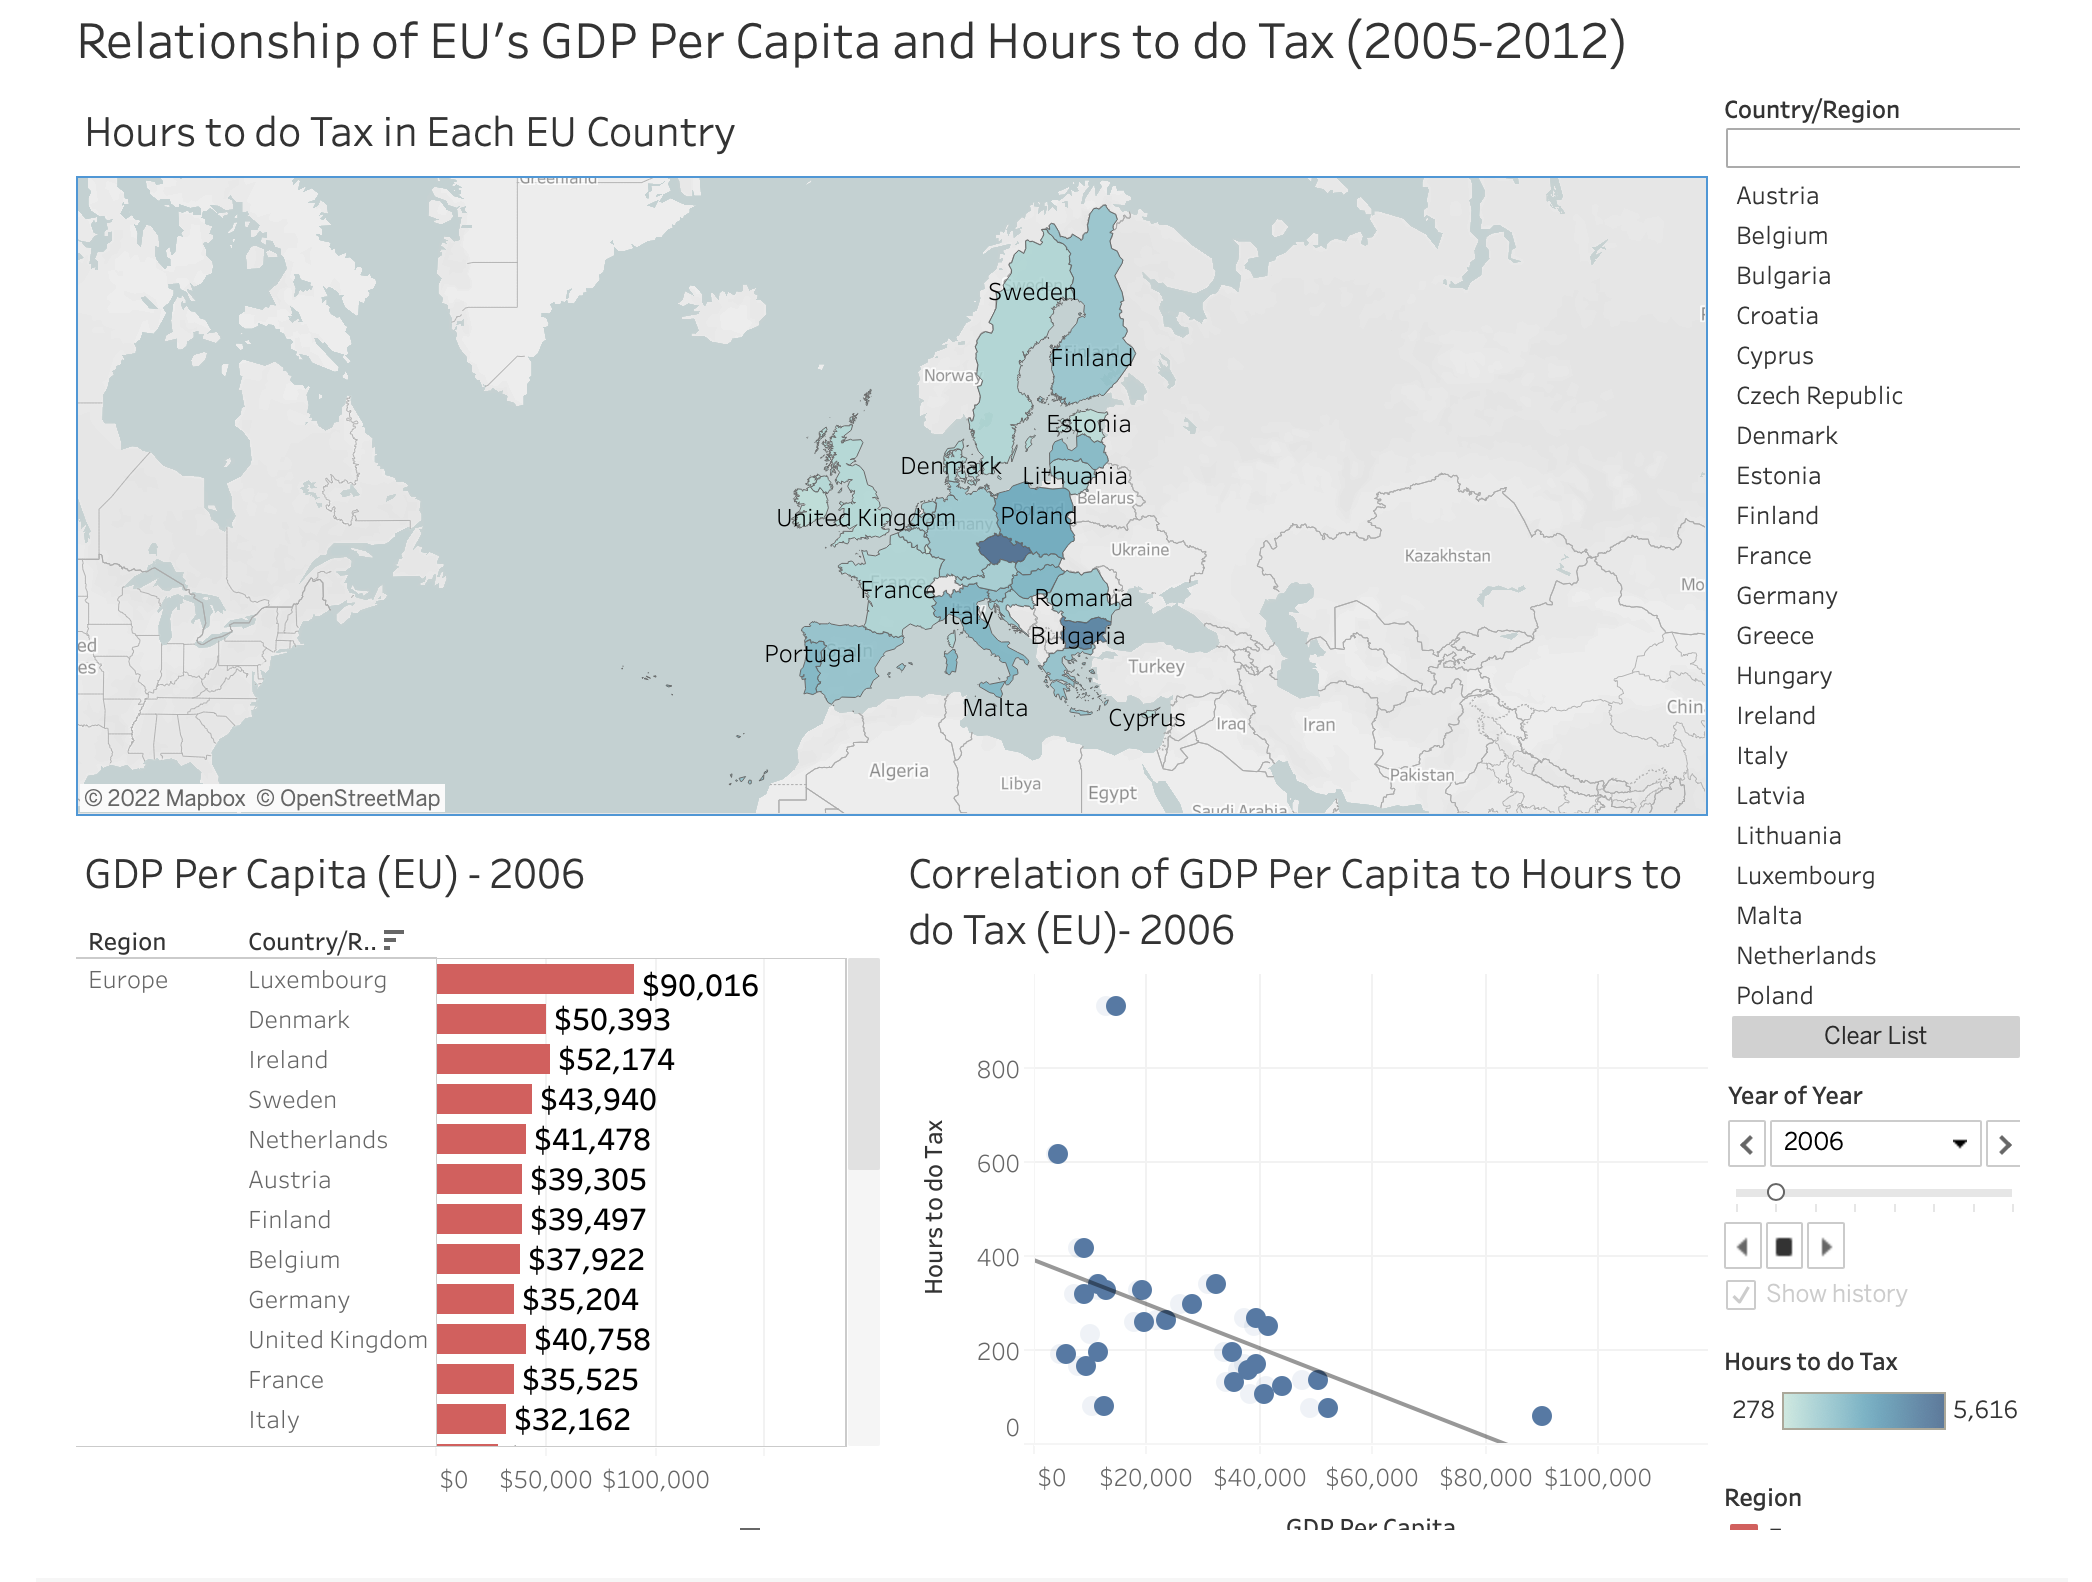 Relationship of EU's GDP Per Capita and Hours to do Tax (2005-2012)
Hours to do Tax in Each EU Country
Greenland
Sweden
Finland
Norway
Estonia
Denmark
Lithuania
Belarus
United Kingdom
Germany
Poland
Ukraine
Kazakhstan
France
Romania
Mo
Italy
Bulgaria
ed
es
Portugal
Turkey
Malta
Cyprus
Iraq
Iran
Chin
Algeria
Libya
Egypt
Pakistan
Saudi Arabia
© 2022 Mapbox © OpenStreetMap
Country/Region
Austria
Belgium
Bulgaria
Croatia
Cyprus
Czech Republic
Denmark
Estonia
Finland
France
Germany
Greece
Hungary
Ireland
Italy
Latvia
Lithuania
Luxembourg
Malta
Netherlands
Poland
Clear List
Year of Year
2006
Show history
Hours to do Tax
278 5,616
Region
GDP Per Capita (EU) - 2006
Region Country/R..
Europe Luxembourg $90,016
Denmark $50,393
Ireland $52,174
Sweden $43,940
Netherlands $41,478
Austria $39,305
Finland $39,497
Belgium $37,922
Germany $35,204
United Kingdom $40,758
France $35,525
Italy $32,162
$0 $50,000 $100,000
Correlation of GDP Per Capita to Hours to
do Tax (EU)- 2006
Hours to do Tax
800
600
400
200
0
$0 $20,000 $40,000 $60,000 $80,000 $100,000
GDP Per Capita